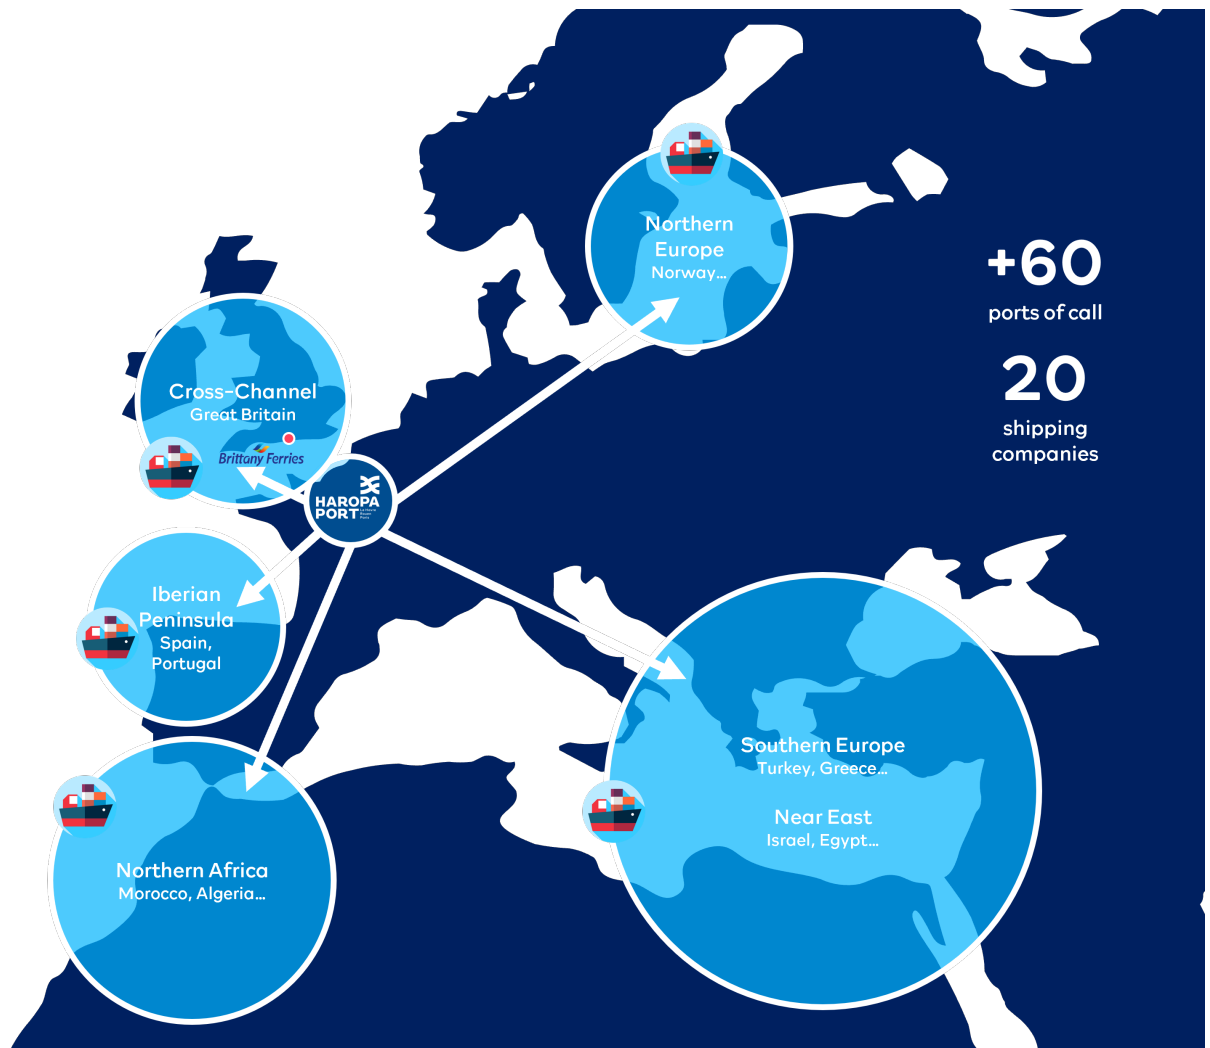 Northern
Europe
Norway...
+60
ports of call
20
shipping
companies
Cross-Channel
Great Britain
Brittany Ferries
HAROPA
PORT
Iberian
Peninsula
Spain,
Portugal
Southern Europe
Turkey, Greece...
Near East
Israel, Egypt...
Northern Africa
Morocco, Algeria...